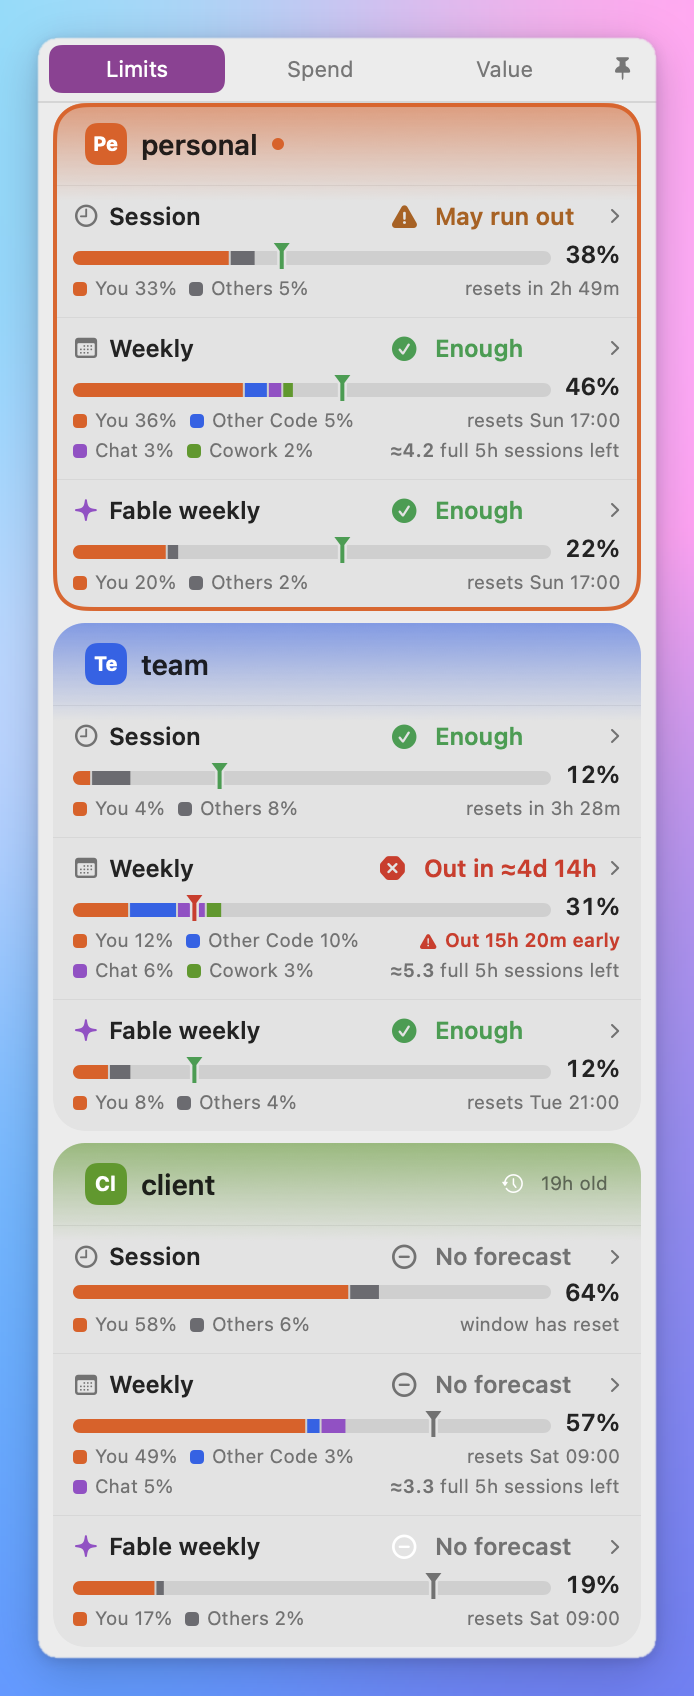 Limits Spend Value
Pe personal
Session May run out
38%
You 33% Others 5% resets in 2h 49m
Weekly Enough
46%
You 36% Other Code 5% resets Sun 17:00
Chat 3% Cowork 2% ≈4.2 full 5h sessions left
Fable weekly Enough
22%
You 20% Others 2% resets Sun 17:00
Te team
Session Enough
12%
You 4% Others 8% resets in 3h 28m
Weekly Out in ≈4d 14h
31%
You 12% Other Code 10% Out 15h 20m early
Chat 6% Cowork 3% ≈5.3 full 5h sessions left
Fable weekly Enough
12%
You 8% Others 4% resets Tue 21:00
Cl client 19h old
Session No forecast
64%
You 58% Others 6% window has reset
Weekly No forecast
57%
You 49% Other Code 3% resets Sat 09:00
Chat 5% ≈3.3 full 5h sessions left
Fable weekly No forecast
19%
You 17% Others 2% resets Sat 09:00